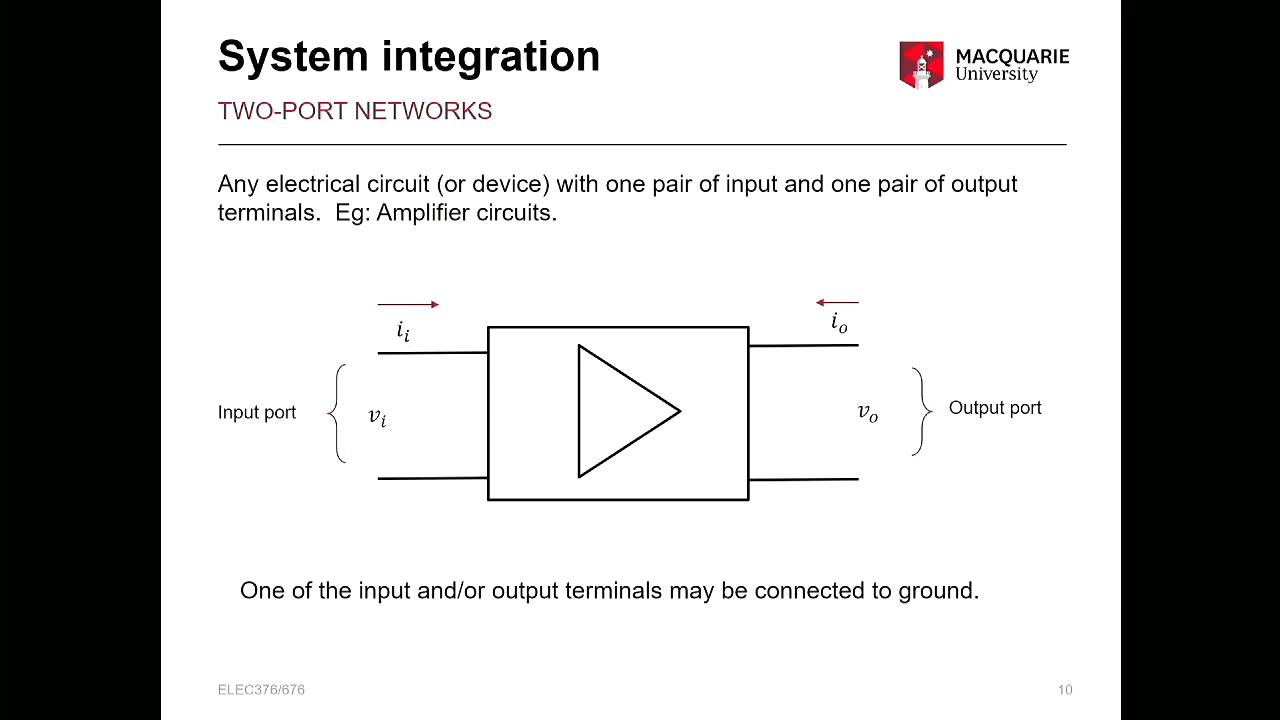 System integration
MACQUARIE
University
TWO-PORT NETWORKS
Any electrical circuit (or device) with one pair of input and one pair of output
terminals.  Eg: Amplifier circuits.
i_i
i_o
Input port
v_i
v_o
Output port
One of the input and/or output terminals may be connected to ground.
ELEC376/676
10